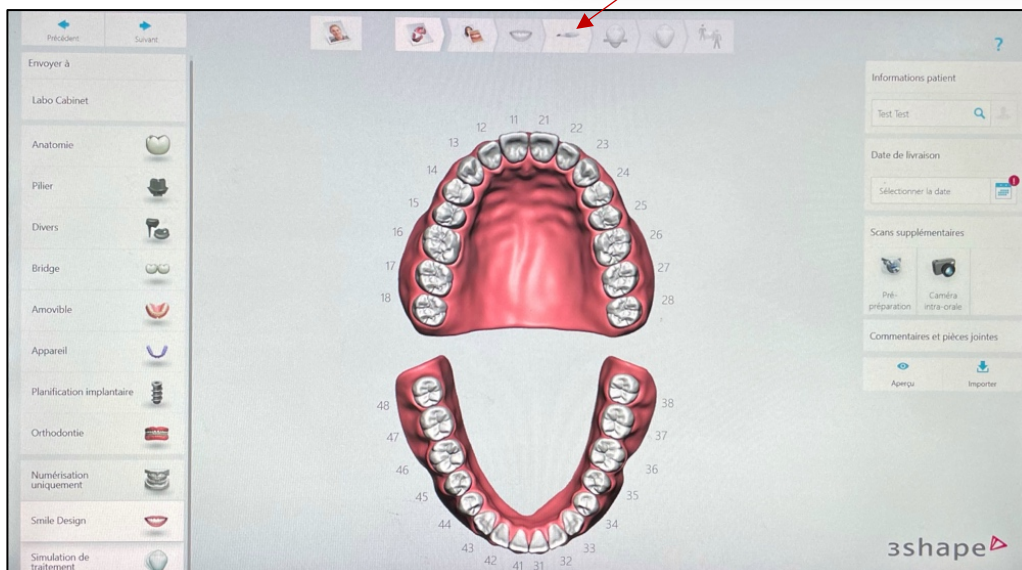 Précédent
Suivant
Envoyer à
Labo Cabinet
Anatomie
Pilier
Divers
Bridge
Amovible
Appareil
Planification implantaire
Orthodontie
Numérisation
uniquement
Smile Design
Simulation de
traitement
11 21
12 22
13 23
14 24
15 25
16 26
17 27
18 28
48 38
47 37
46 36
45 35
44 34
43 33
42 41 31 32
?
Informations patient
Test Test
Date de livraison
Sélectionner la date
Scans supplémentaires
Pré-
préparation
Caméra
intra-orale
Commentaires et pièces jointes
Aperçu
Importer
3shape